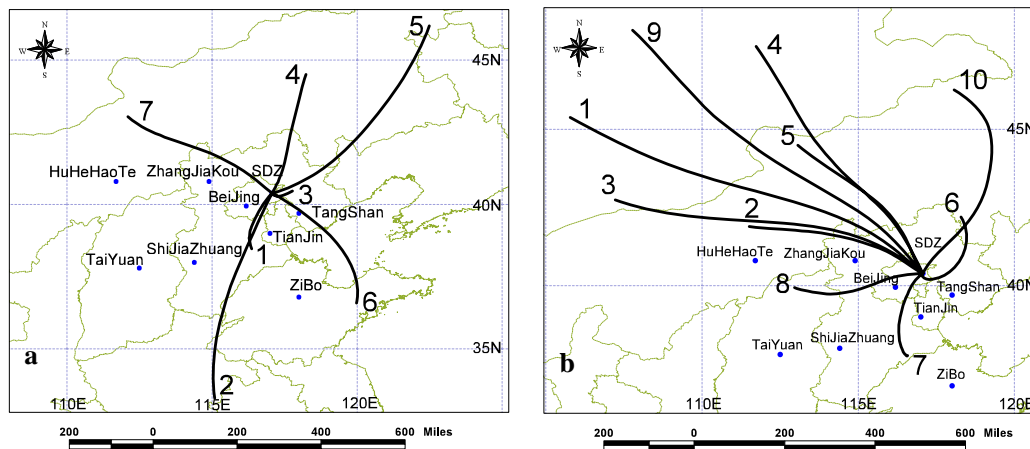 N
W E
S
5
45N
4
7
HuHeHaoTe
ZhangJiaKou
SDZ
3
BeiJing
40N
TangShan
TianJin
1
ShiJiaZhuang
TaiYuan
ZiBo
6
35N
a
2
110E 115E 120E
200 0 200 400 600 Miles
N
W E
S
9
4
10
1
5
45N
3
2
6
SDZ
HuHeHaoTe
ZhangJiaKou
8
BeiJing
40N
TangShan
TianJin
ShiJiaZhuang
TaiYuan
7
b
ZiBo
110E 115E 120E
200 0 200 400 600 Miles